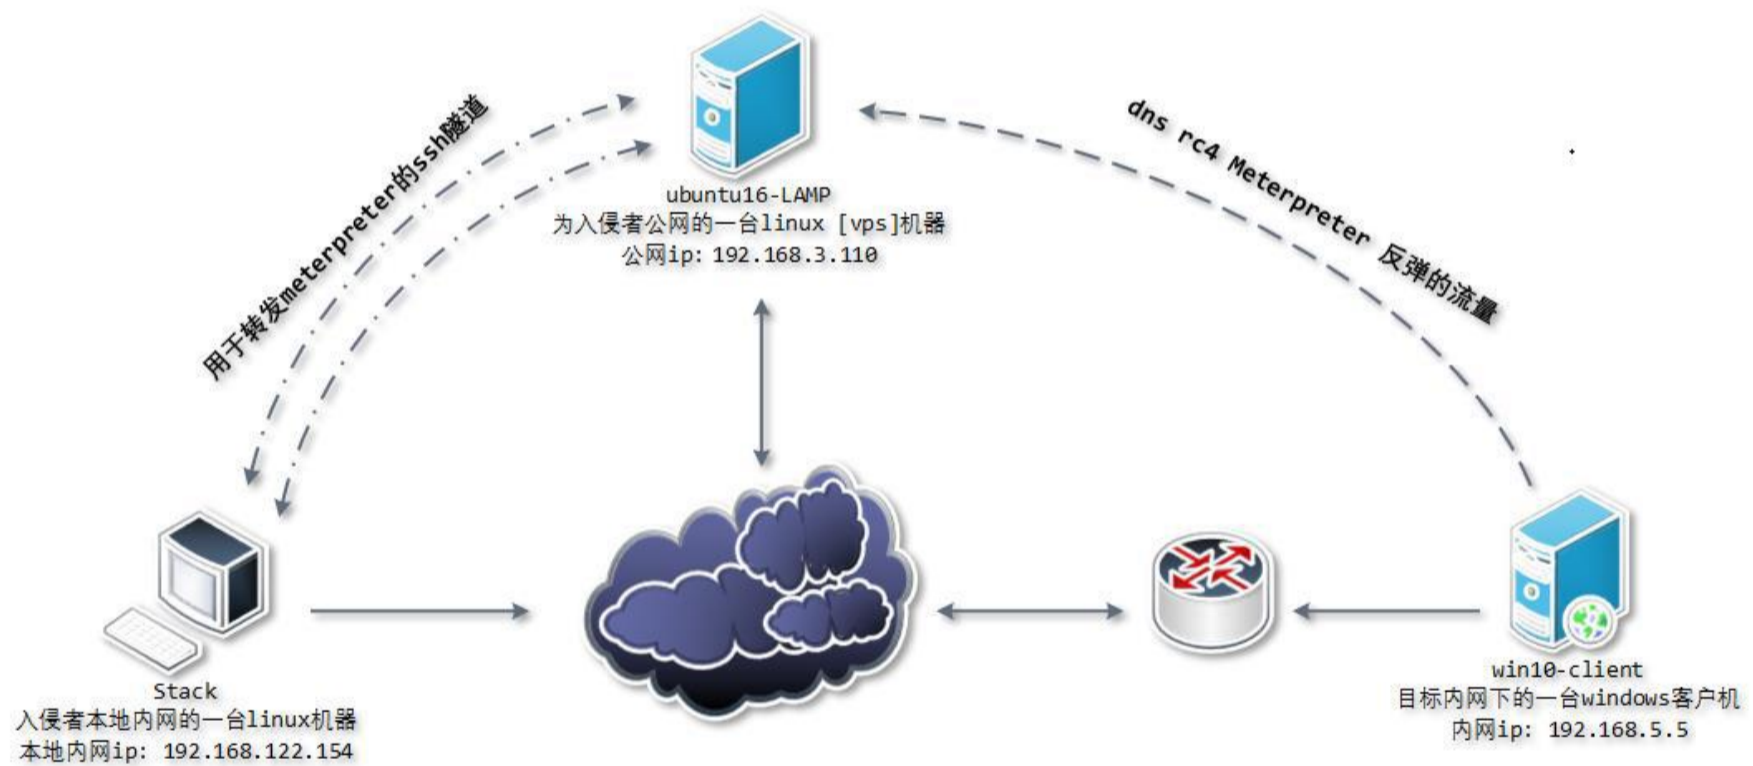 用于转发meterpreter的ssh隧道
ubuntu16-LAMP
为入侵者公网的一台linux [vps]机器
公网ip: 192.168.3.110
dns rc4 Meterpreter 反弹的流量
Stack
入侵者本地内网的一台linux机器
本地内网ip: 192.168.122.154
win10-client
目标内网下的一台windows客户机
内网ip: 192.168.5.5